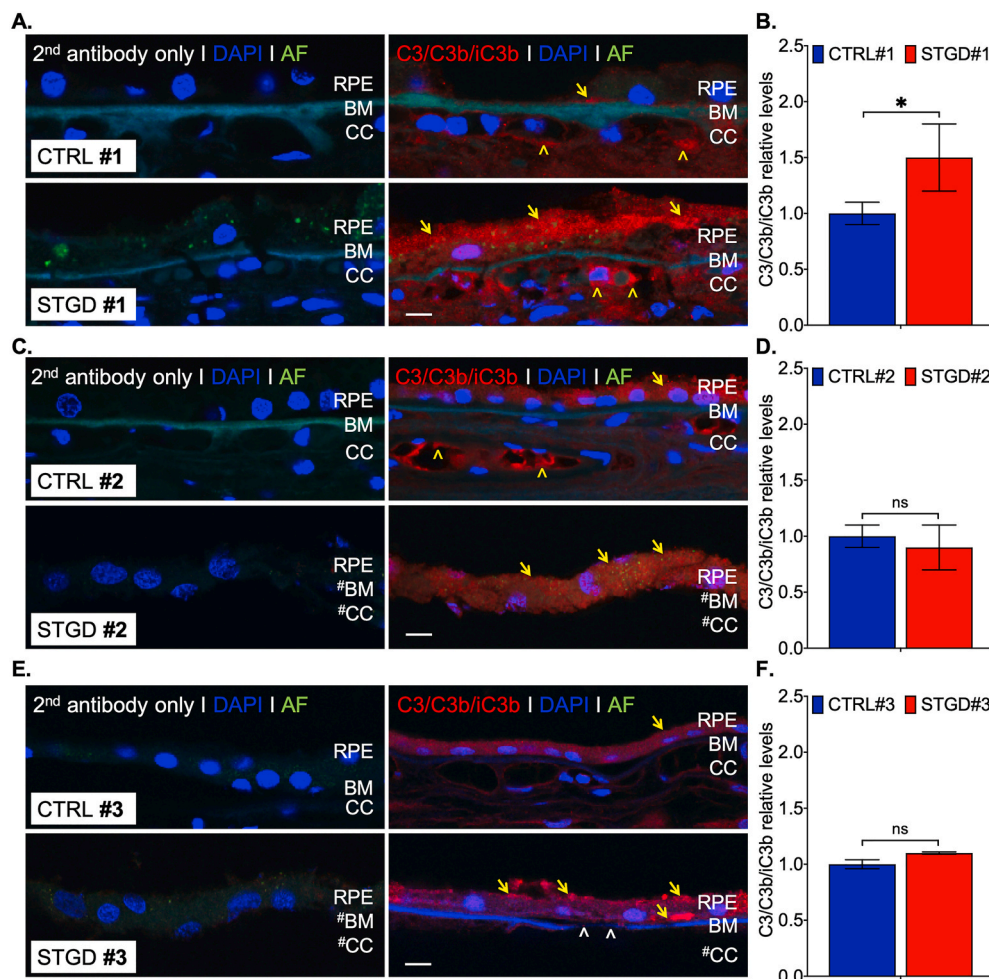 A.
2nd antibody only I DAPI I AF
RPE
BM
CC
CTRL #1
C3/C3b/iC3b I DAPI I AF
RPE
BM
CC
RPE
BM
CC
STGD #1
RPE
BM
CC
B.
CTRL#1 STGD#1
C3/C3b/iC3b relative levels
2.5
2.0
1.5
1.0
0.5
0.0
*
C.
2nd antibody only I DAPI I AF
RPE
BM
CC
CTRL #2
C3/C3b/iC3b I DAPI I AF
RPE
BM
CC
RPE
#BM
#CC
STGD #2
RPE
#BM
#CC
D.
CTRL#2 STGD#2
C3/C3b/iC3b relative levels
2.5
2.0
1.5
1.0
0.5
0.0
ns
E.
2nd antibody only I DAPI I AF
RPE
BM
CC
CTRL #3
C3/C3b/iC3b I DAPI I AF
RPE
BM
CC
RPE
#BM
#CC
STGD #3
RPE
BM
#CC
F.
CTRL#3 STGD#3
C3/C3b/iC3b relative levels
2.5
2.0
1.5
1.0
0.5
0.0
ns